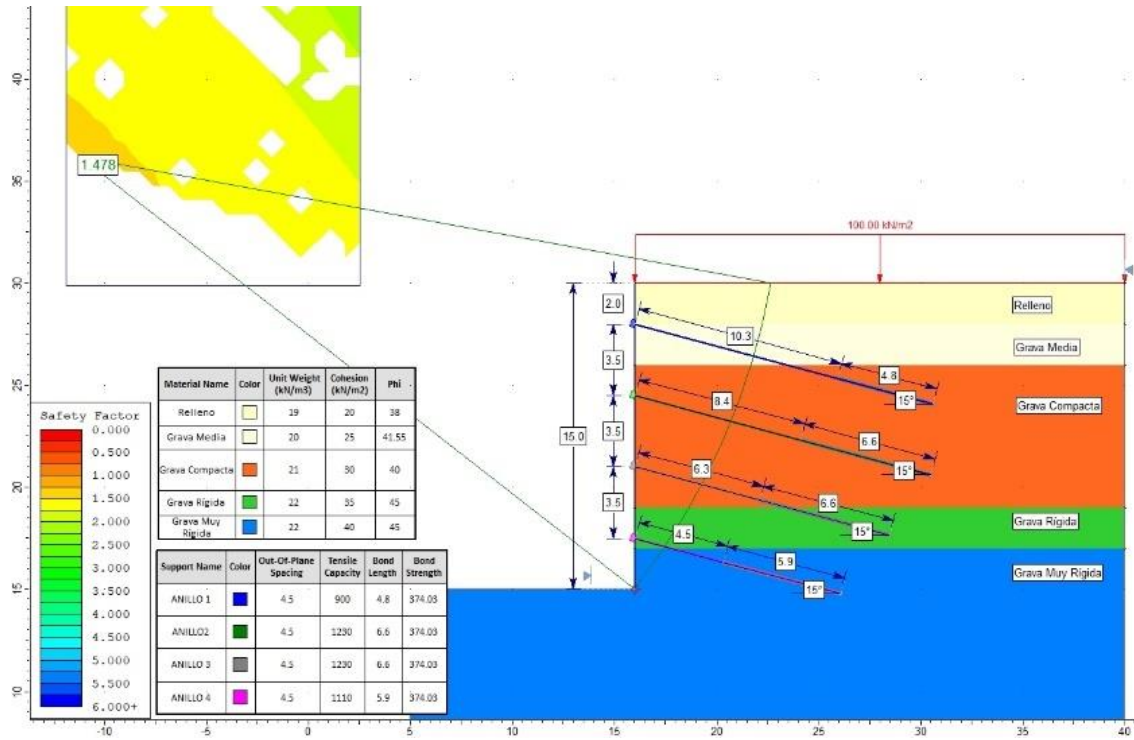 40
35
30
25
20
15
10
1.478
100.00 kN/m2
2.0
3.5
3.5
3.5
15.0
10.3
4.8
15°
8.4
6.6
15°
6.3
6.6
15°
4.5
5.9
15°
Relleno
Grava Media
Grava Compacta
Grava Rígida
Grava Muy Rígida
Material Name Color Unit Weight (kN/m3) Cohesion (kN/m2) Phi
Relleno 19 20 38
Grava Media 20 25 41.55
Grava Compacta 21 30 40
Grava Rígida 22 35 45
Grava Muy Rígida 22 40 45
Support Name Color Out-Of-Plane Spacing Tensile Capacity Bond Length Bond Strength
ANILLO 1 4.5 900 4.8 374.03
ANILLO2 4.5 1230 6.6 374.03
ANILLO 3 4.5 1230 6.6 374.03
ANILLO 4 4.5 1110 5.9 374.03
Safety Factor
0.000
0.500
1.000
1.500
2.000
2.500
3.000
3.500
4.000
4.500
5.000
5.500
6.000+
-10 -5 0 5 10 15 20 25 30 35 40